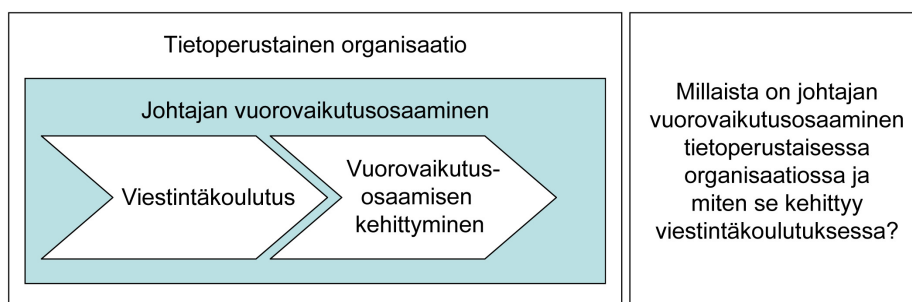 Tietoperustainen organisaatio
Johtajan vuorovaikutusosaaminen
Viestintäkoulutus
Vuorovaikutus-
osaamisen
kehittyminen
Millaista on johtajan
vuorovaikutusosaaminen
tietoperustaisessa
organisaatiossa ja
miten se kehittyy
viestintäkoulutuksessa?